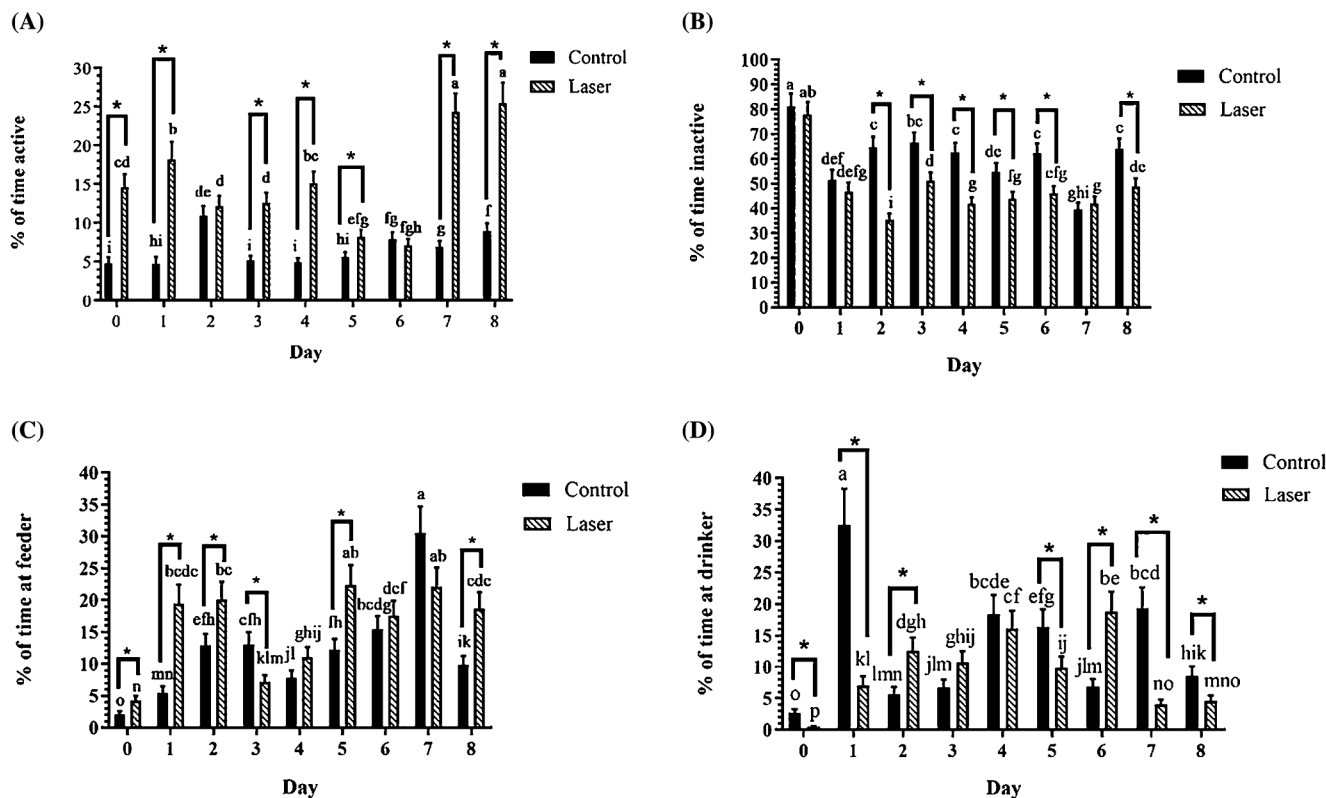 (A)
Control
Laser
% of time active
30
25
20
15
10
5
0
* * * * * * *
i cd hi b de d i d i bc hi efg fg fgh g a f a
0 1 2 3 4 5 6 7 8
Day
(B)
Control
Laser
% of time inactive
100
90
80
70
60
50
40
30
20
10
0
* * * * * *
a ab def defg c i bc d c g de fg c efg ghi g c de
0 1 2 3 4 5 6 7 8
Day
(C)
Control
Laser
% of time at feeder
40
35
30
25
20
15
10
5
0
* * * * * *
o n mn bcde efh bc efh klm jl ghij fh ab bcdg def a ab ik cde
0 1 2 3 4 5 6 7 8
Day
(D)
Control
Laser
% of time at drinker
40
35
30
25
20
15
10
5
0
* * * * * * *
o p a kl lmn dgh jlm ghij bcde cf efg ij jlm be bcd no hik mno
0 1 2 3 4 5 6 7 8
Day